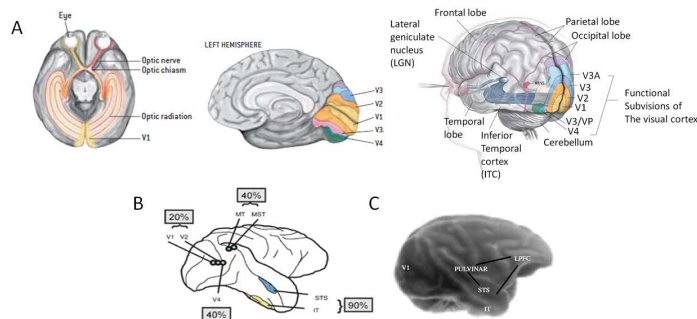 A
Eye
Optic nerve
Optic chiasm
Optic radiation
V1
LEFT HEMISPHERE
V3
V2
V1
V3
V4
Frontal lobe
Lateral
geniculate
nucleus
(LGN)
Parietal lobe
Occipital lobe
V3A
V3
V2
V1
V3/VP
V4
Functional
Subvisions of
The visual cortex
Temporal
lobe
Inferior
Temporal
cortex
(ITC)
Cerebellum
B
40%
20%
MT MST
V1 V2
V4
40%
STS
IT
90%
C
V1
PULVINAR
LPFC
STS
IT